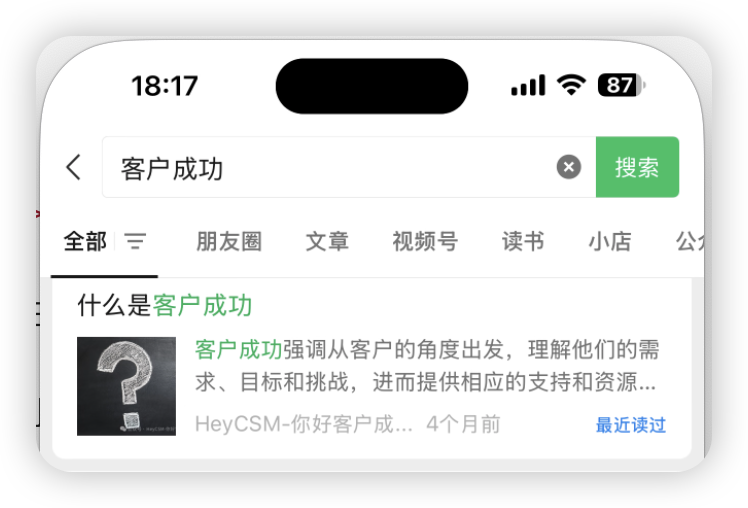 18:17
87
客户成功
搜索
全部 朋友圈 文章 视频号 读书 小店
什么是客户成功
客户成功强调从客户的角度出发，理解他们的需
求、目标和挑战，进而提供相应的支持和资源...
HeyCSM-你好客户成... 4个月前 最近读过